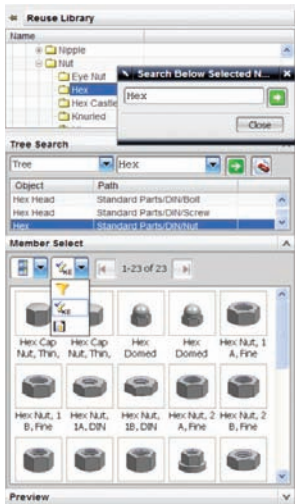 Reuse Library
Name
Nipple
Nut
Eye Nut
Hex
Hex Castle
Knurled
Search Below Selected N...
Hex
Close
Tree Search
Tree
Hex
Object Path
Hex Head Standard Parts/DIN/Bolt
Hex Head Standard Parts/DIN/Screw
Hex Standard Parts/DIN/Nut
Member Select
1-23 of 23
Hex Cap Nut, Thin,
Hex Cap Nut, Thin,
Hex Domed
Hex Domed
Hex Nut, 1 A, Fine
Hex Nut, 1 B, Fine
Hex Nut, 1A, DIN
Hex Nut, 1B, DIN
Hex Nut, 2 A, Fine
Hex Nut, 2 B, Fine
Preview